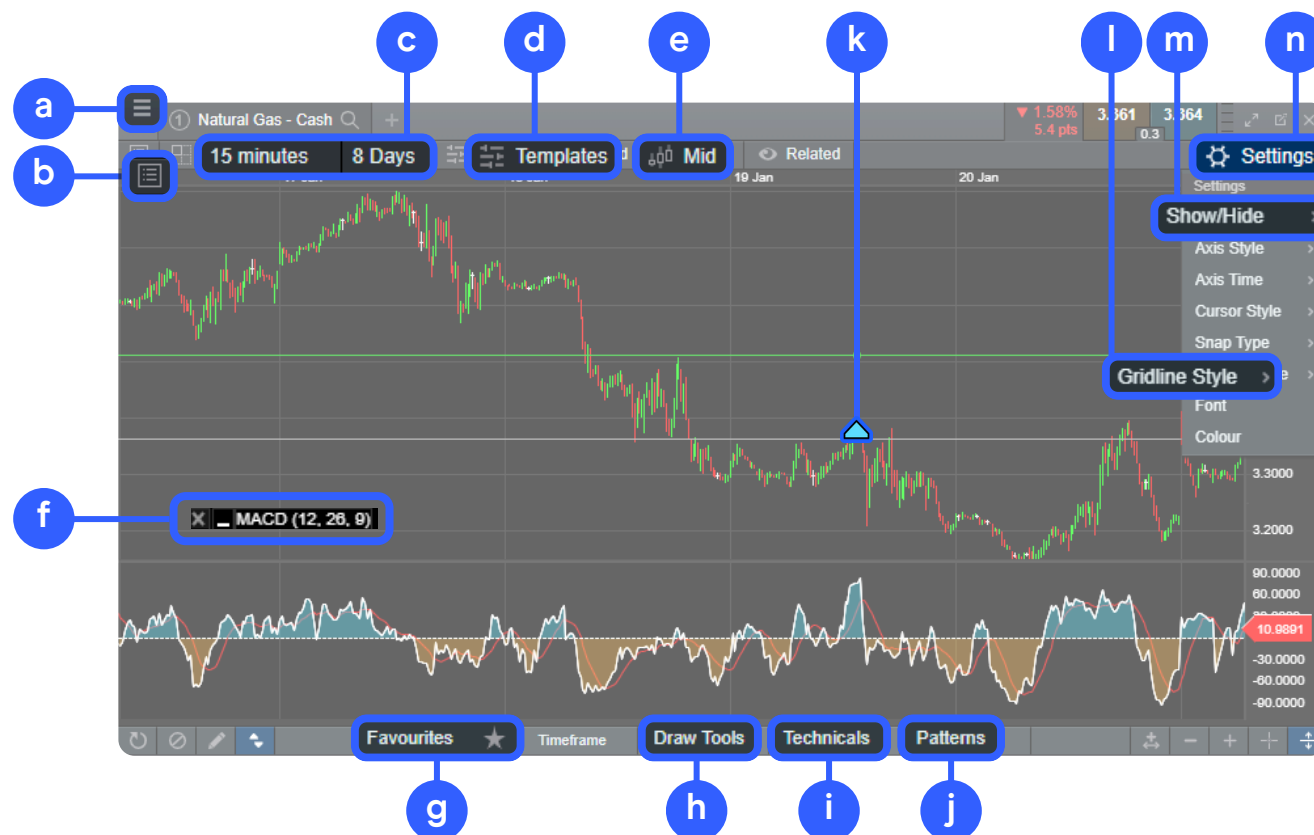 c d e k l m n
a
1 Natural Gas - Cash
▼ 1.58% 3.361 3.364
5.4 pts 0.3
15 minutes 8 Days Templates Mid Related Settings
b
19 Jan 20 Jan
Settings
Show/Hide
Axis Style
Axis Time
Cursor Style
Snap Type
Gridline Style
Font
Colour
3.3000
f
MACD (12, 26, 9)
3.2000
90.0000
60.0000
10.9891
-30.0000
-60.0000
-90.0000
Favourites Timeframe Draw Tools Technicals Patterns
g h i j